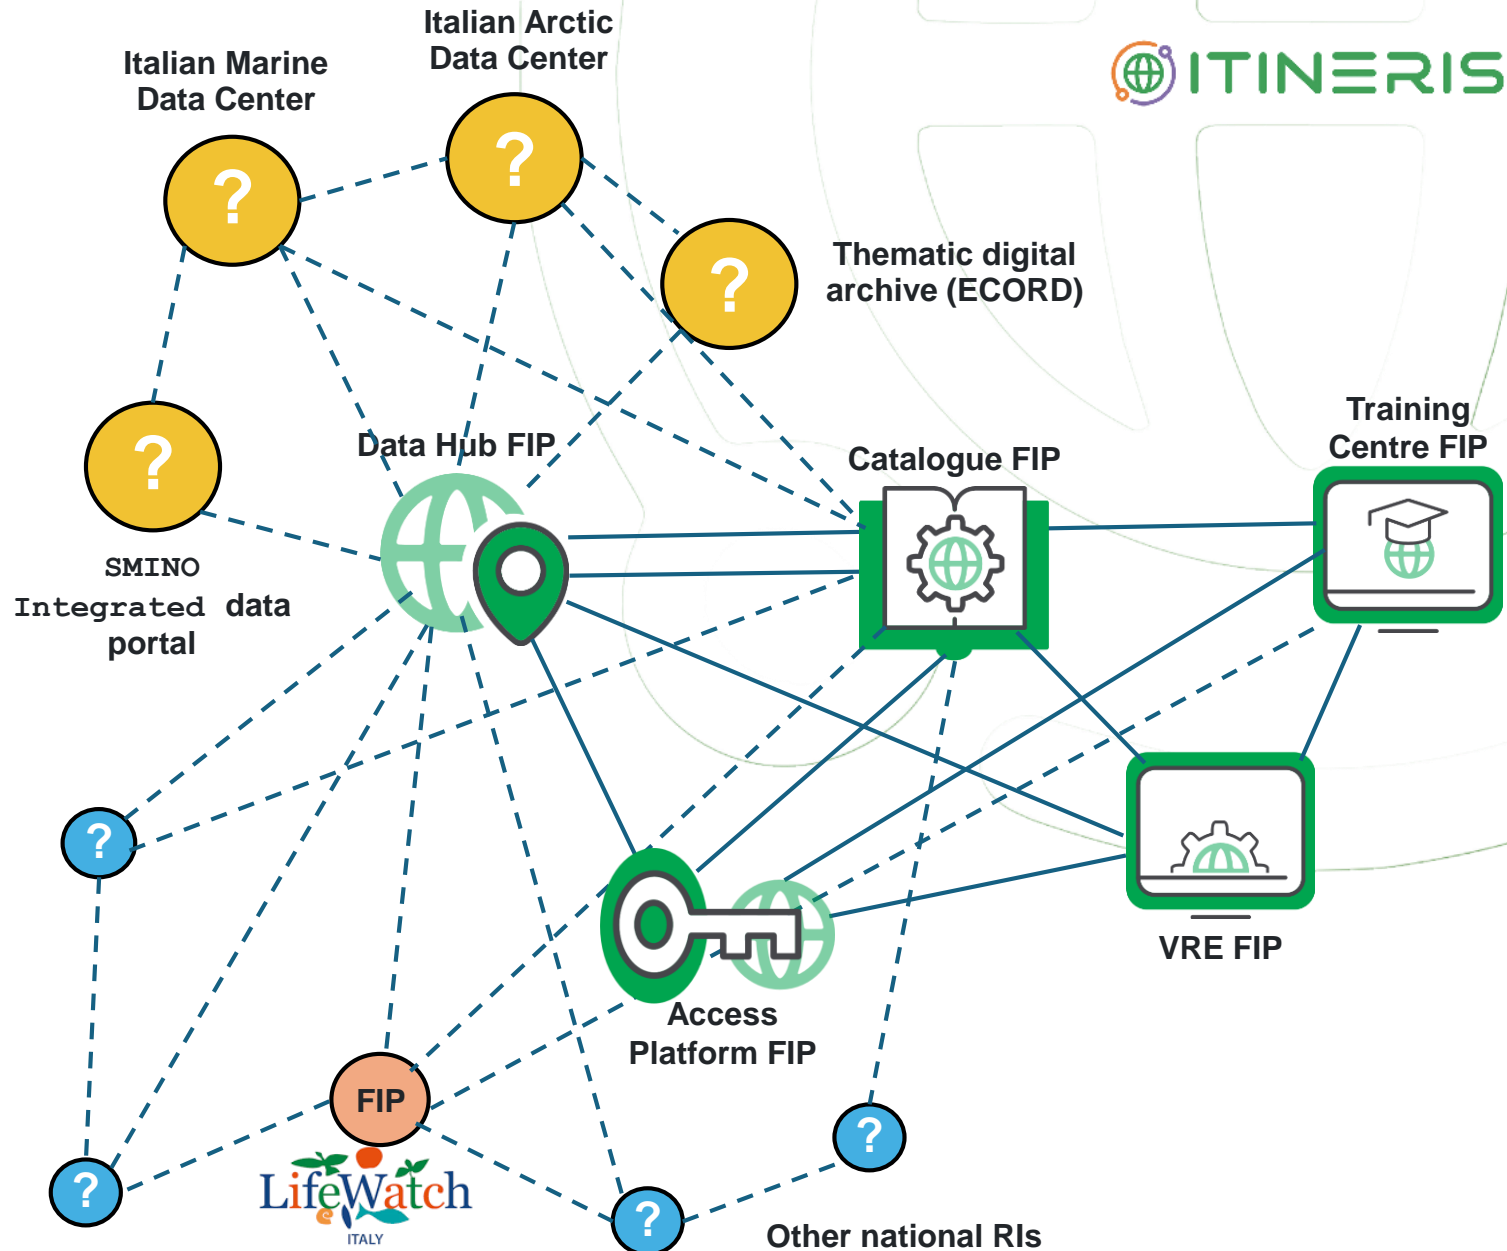 Italian Arctic
Data Center
Italian Marine
Data Center
ITINERIS
?
?
?
Thematic digital
archive (ECORD)
?
Data Hub FIP
Catalogue FIP
Training
Centre FIP
SMINO
Integrated data
portal
?
VRE FIP
Access
Platform FIP
FIP
?
?
?
LifeWatch
ITALY
Other national RIs